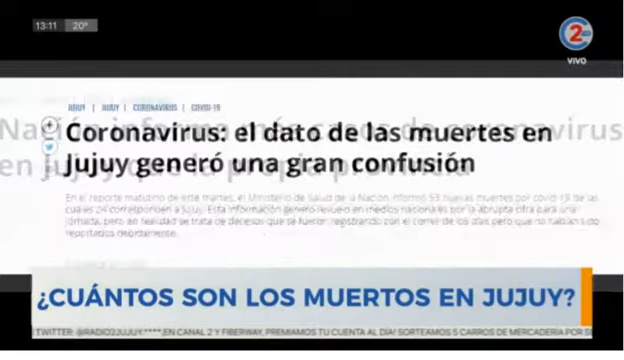 13:11 20°
2
VIVO
JUJUY | JUJUY | CORONAVIRUS | COVID-19
Coronavirus: el dato de las muertes en
Jujuy generó una gran confusión
En el reporte matutino de este martes, el Ministerio de Salud de la Nación informó 53 nuevas muertes por covid-19 de las
cuales 24 corresponden a Jujuy. Esta información generó revuelo en medios nacionales por la abrupta cifra para una
jornada, pero en realidad se trata de decesos que se fueron registrando con el correr de los días pero que no habían sido
reportados
¿CUÁNTOS SON LOS MUERTOS EN JUJUY?
TWITTER: @RADIO2JUJUY.****.EN CANAL 2 Y FIBERWAY, PREMIAMOS TU CUENTA AL DÍA! SORTEAMOS 5 CARROS DE MERCADERÍA POR